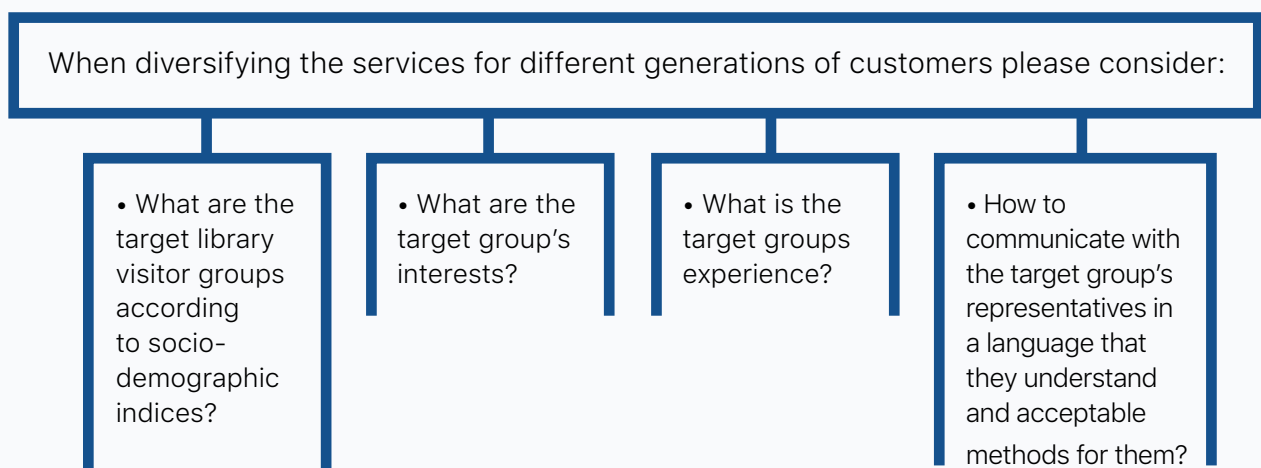 When diversifying the services for different generations of customers please consider:
• What are the
target library
visitor groups
according
to socio-
demographic
indices?
• What are the
target group’s
interests?
• What is the
target groups
experience?
• How to
communicate with
the target group’s
representatives in
a language that
they understand
and acceptable
methods for them?